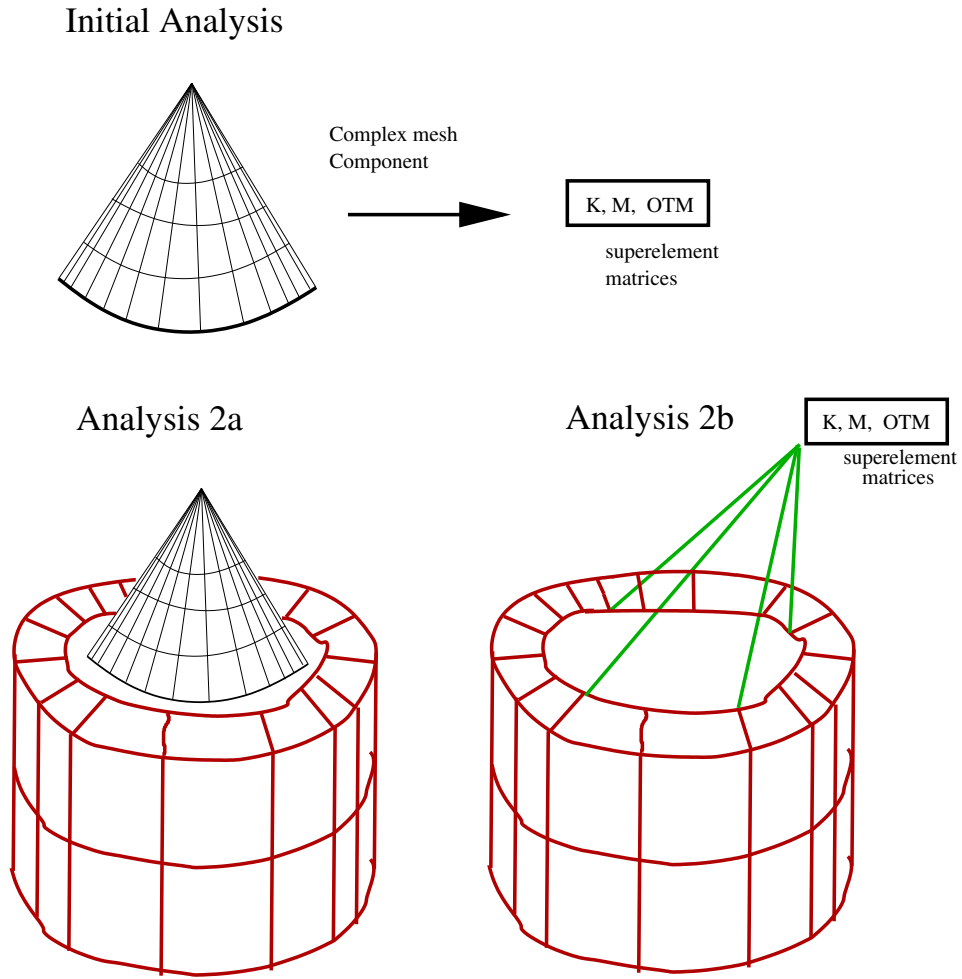 Initial Analysis
Complex mesh
Component
K, M, OTM
superelement
matrices
Analysis 2a
Analysis 2b
K, M, OTM
superelement
matrices